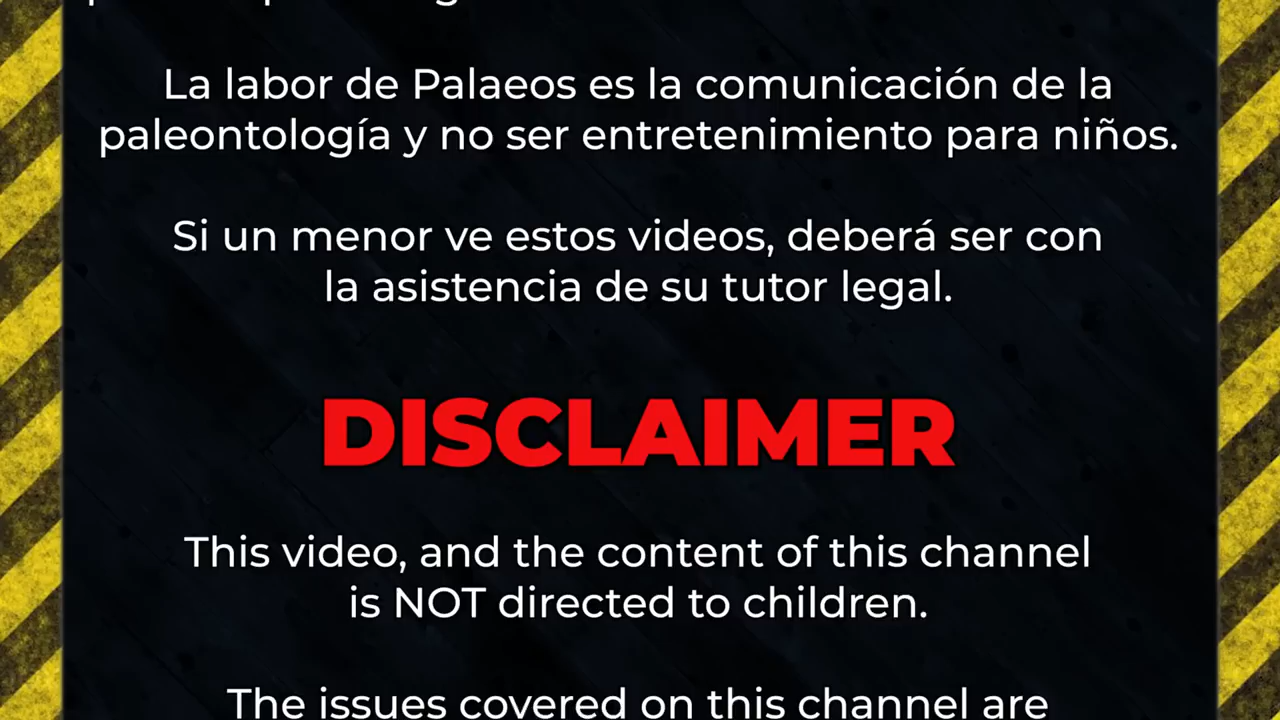 La labor de Palaeos es la comunicación de la
paleontología y no ser entretenimiento para niños.
Si un menor ve estos videos, deberá ser con
la asistencia de su tutor legal.
DISCLAIMER
This video, and the content of this channel
is NOT directed to children.
The issues covered on this channel are